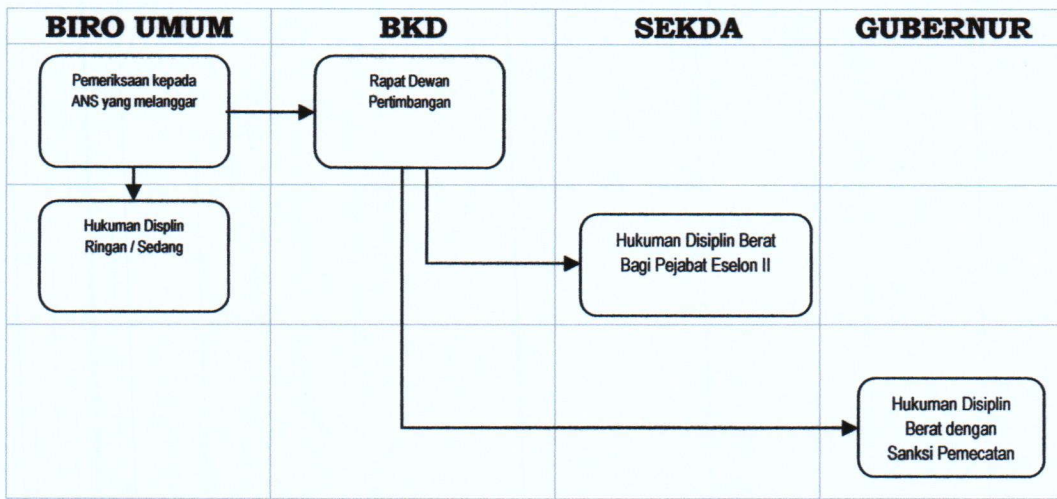 BIRO UMUM
BKD
SEKDA
GUBERNUR
Pemeriksaan kepada
ANS yang melanggar
Rapat Dewan
Pertimbangan
Hukuman Displin
Ringan / Sedang
Hukuman Disiplin Berat
Bagi Pejabat Eselon II
Hukuman Disiplin
Berat dengan
Sanksi Pemecatan